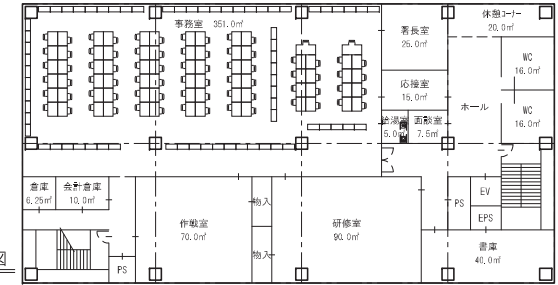 事務室 351.0㎡
署長室
25.0㎡
休憩コーナー
20.0㎡
WC
16.0㎡
応接室
15.0㎡
ホール
WC
16.0㎡
給湯室
5.0㎡
面談室
7.5㎡
倉庫
6.25㎡
会計倉庫
10.0㎡
作戦室
70.0㎡
物入
物入
研修室
90.0㎡
PS
EV
EPS
書庫
40.0㎡
PS
図